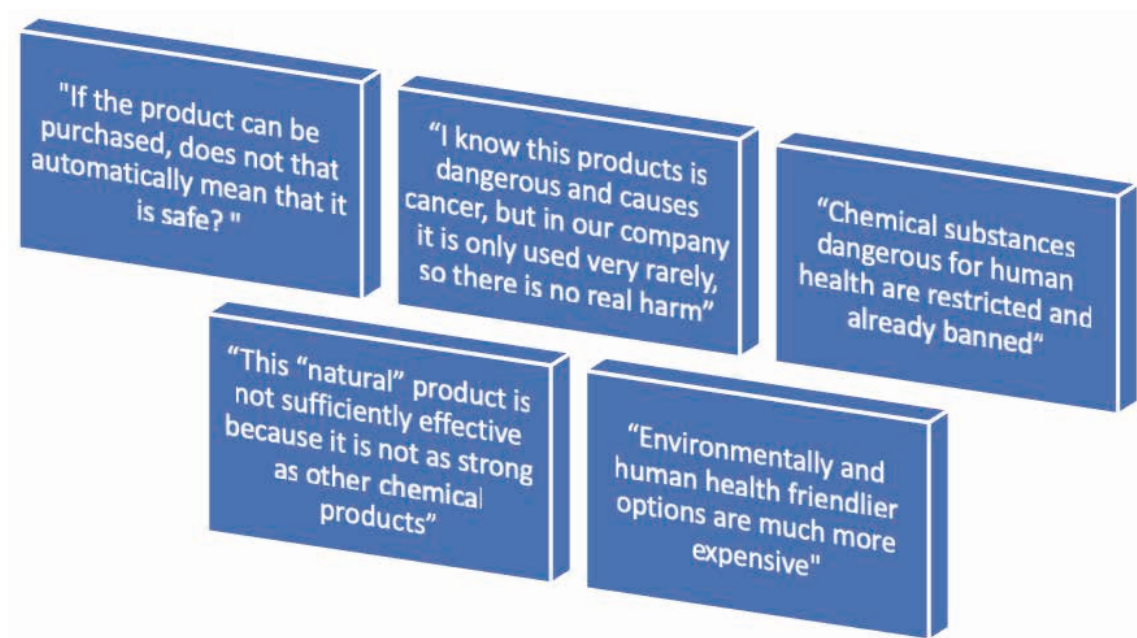 "If the product can be
purchased, does not that
automatically mean that it
is safe? "
“I know this products is
dangerous and causes
cancer, but in our company
it is only used very rarely,
so there is no real harm”
“Chemical substances
dangerous for human
health are restricted and
already banned”
“This “natural” product is
not sufficiently effective
because it is not as strong
as other chemical
products”
“Environmentally and
human health friendlier
options are much more
expensive"